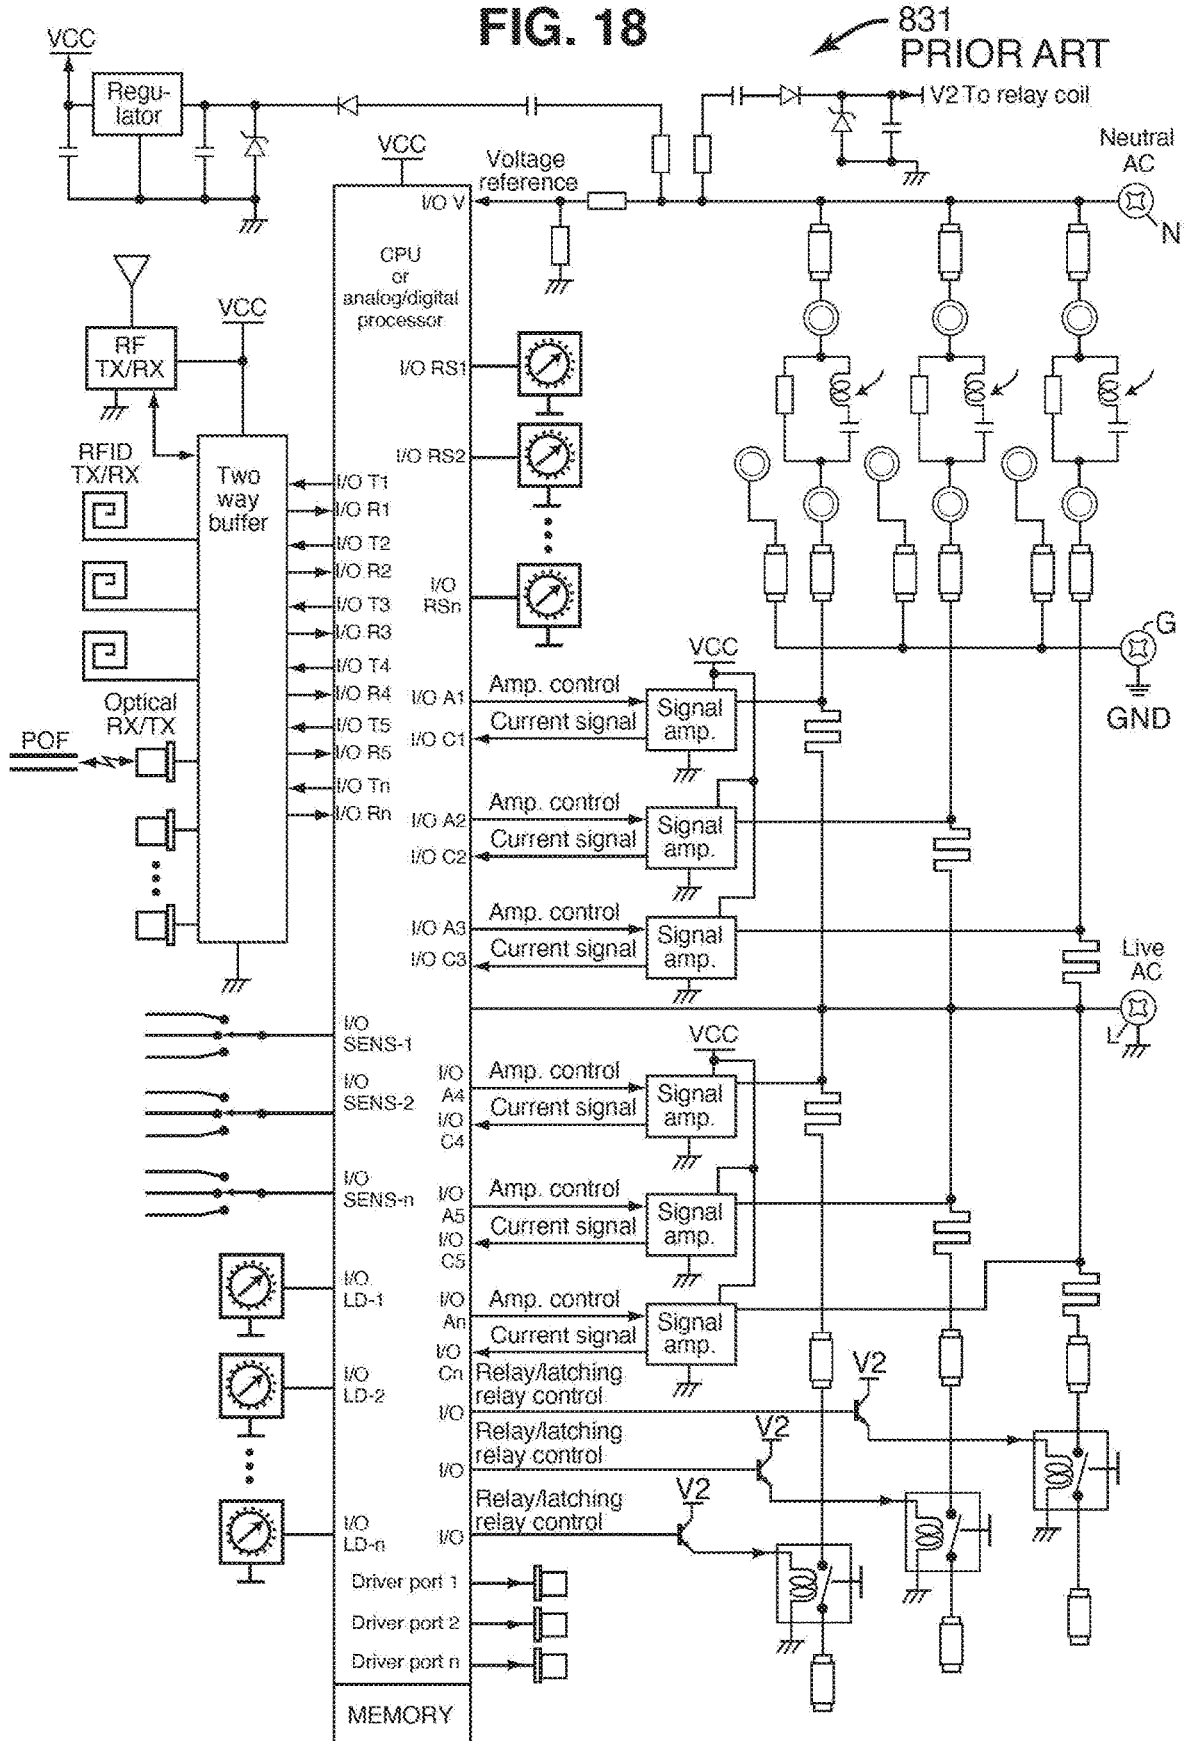 FIG. 18
831
PRIOR ART
VCC
Regu-
lator
V2 To relay coil
Neutral
AC
N
VCC
Voltage
reference
I/O V
CPU
or
analog/digital
processor
VCC
RF
TX/RX
I/O RS1
I/O RS2
I/O
RSn
RFID
TX/RX
Two
way
buffer
I/O T1
I/O R1
I/O T2
I/O R2
I/O T3
I/O R3
I/O T4
I/O R4
I/O T5
I/O R5
I/O Tn
I/O Rn
Optical
RX/TX
POF
G
GND
VCC
I/O A1
Amp. control
Signal
amp.
I/O C1
Current signal
I/O A2
Amp. control
Signal
amp.
I/O C2
Current signal
I/O A3
Amp. control
Signal
amp.
I/O C3
Current signal
Live
AC
L
I/O
SENS-1
I/O
SENS-2
I/O
SENS-n
VCC
I/O
A4
Amp. control
Signal
amp.
I/O
C4
Current signal
I/O
A5
Amp. control
Signal
amp.
I/O
C5
Current signal
I/O
An
Amp. control
Signal
amp.
I/O
Cn
Current signal
I/O
LD-1
I/O
LD-2
I/O
LD-n
Relay/latching
relay control
I/O
V2
Relay/latching
relay control
I/O
V2
Relay/latching
relay control
I/O
V2
Driver port 1
Driver port 2
Driver port n
MEMORY